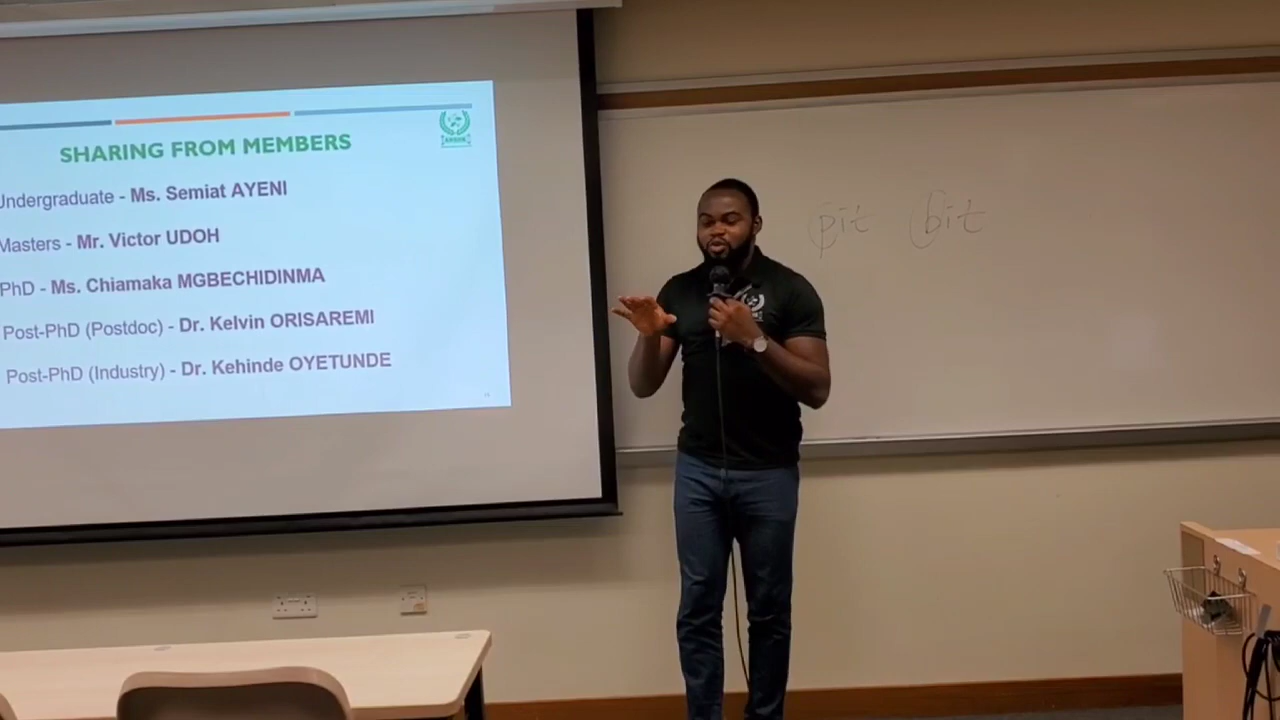 SHARING FROM MEMBERS
Undergraduate - Ms. Semiat AYENI
Masters - Mr. Victor UDOH
PhD - Ms. Chiamaka MGBECHIDINMA
Post-PhD (Postdoc) - Dr. Kelvin ORISAREMI
Post-PhD (Industry) - Dr. Kehinde OYETUNDE
pit bit